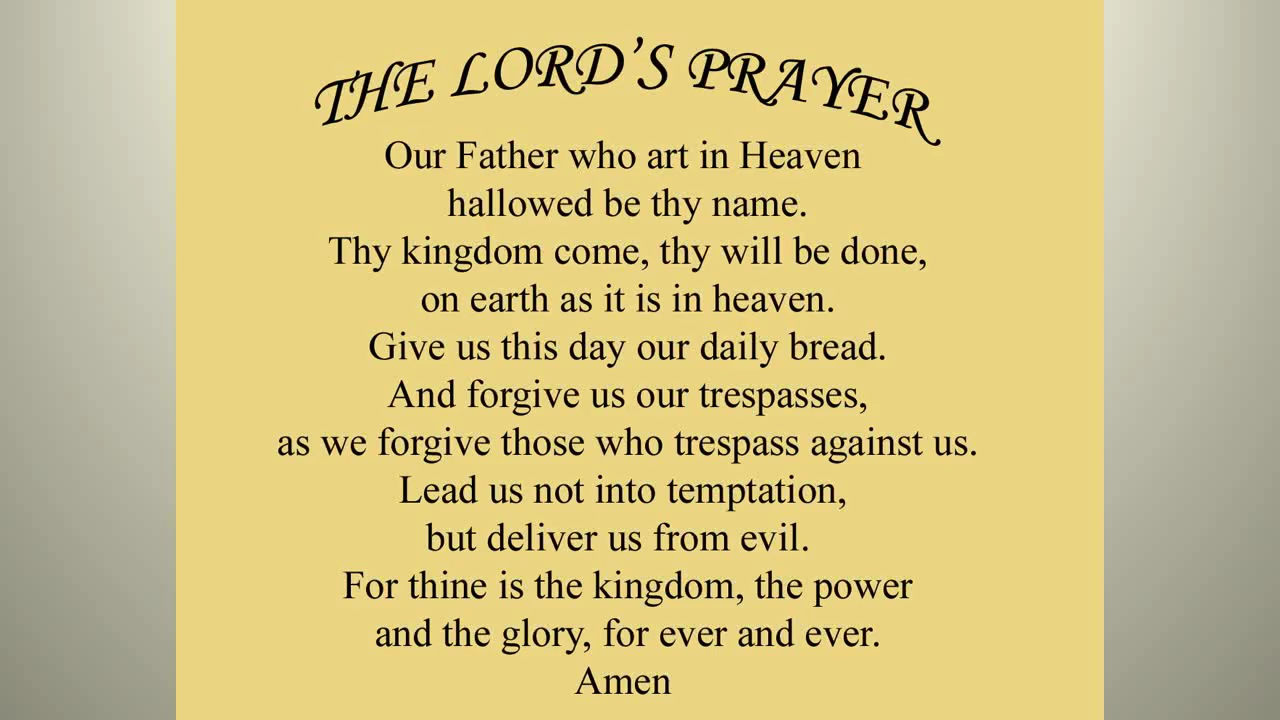 THE LORD’S PRAYER
Our Father who art in Heaven
hallowed be thy name.
Thy kingdom come, thy will be done,
on earth as it is in heaven.
Give us this day our daily bread.
And forgive us our trespasses,
as we forgive those who trespass against us.
Lead us not into temptation,
but deliver us from evil.
For thine is the kingdom, the power
and the glory, for ever and ever.
Amen